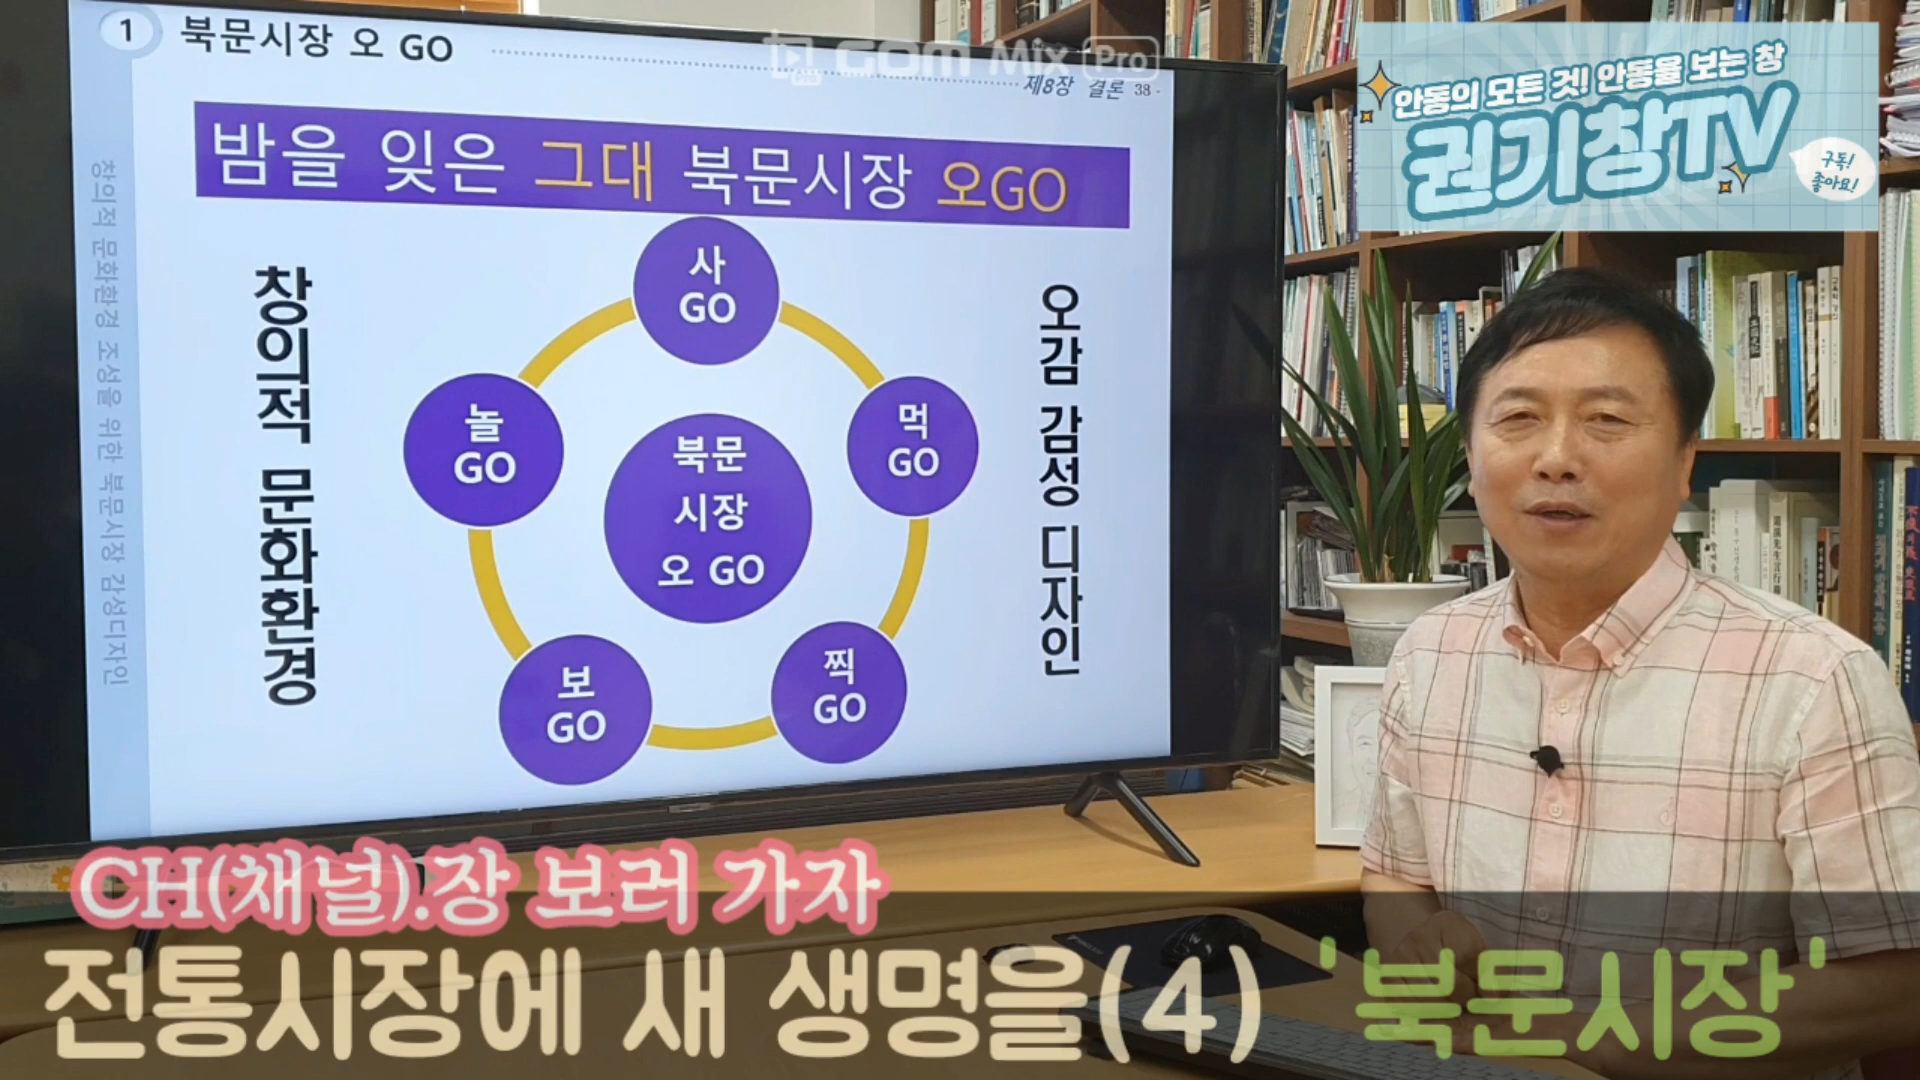 1 북문시장 오 GO
GOM Mix Pro
제8장 결론 38
밤을 잊은 그대 북문시장 오GO
창의적 문화환경 조성을 위한 북문시장 감성디자인
창의적 문화환경
사
GO
놀
GO
먹
GO
북문
시장
오 GO
보
GO
찍
GO
오감 감성 디자인
안동의 모든 것! 안동을 보는 창
권기창TV
구독!
좋아요!
CH(채널).장 보러 가자
전통시장에 새 생명을(4) '북문시장'